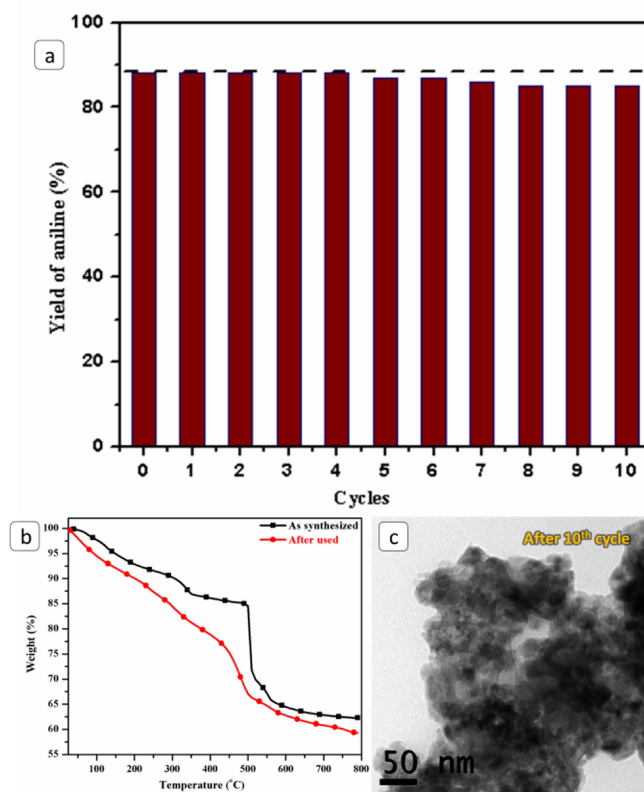 a
100
80
60
40
20
0
Yield of aniline (%)
0 1 2 3 4 5 6 7 8 9 10
Cycles
b
As synthesized
After used
100
95
90
85
80
75
70
65
60
55
Weight (%)
100 200 300 400 500 600 700 800
Temperature (°C)
c
After 10th cycle
50 nm